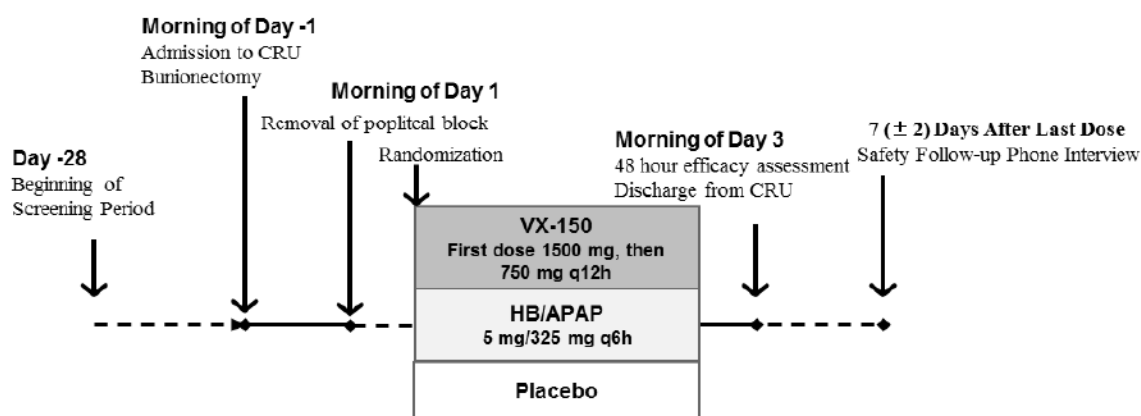 Morning of Day -1
Admission to CRU
Bunionectomy
Morning of Day 1
Removal of popliteal block
Randomization
Day -28
Beginning of
Screening Period
Morning of Day 3
48 hour efficacy assessment
Discharge from CRU
7 (± 2) Days After Last Dose
Safety Follow-up Phone Interview
VX-150
First dose 1500 mg, then
750 mg q12h
HB/APAP
5 mg/325 mg q6h
Placebo